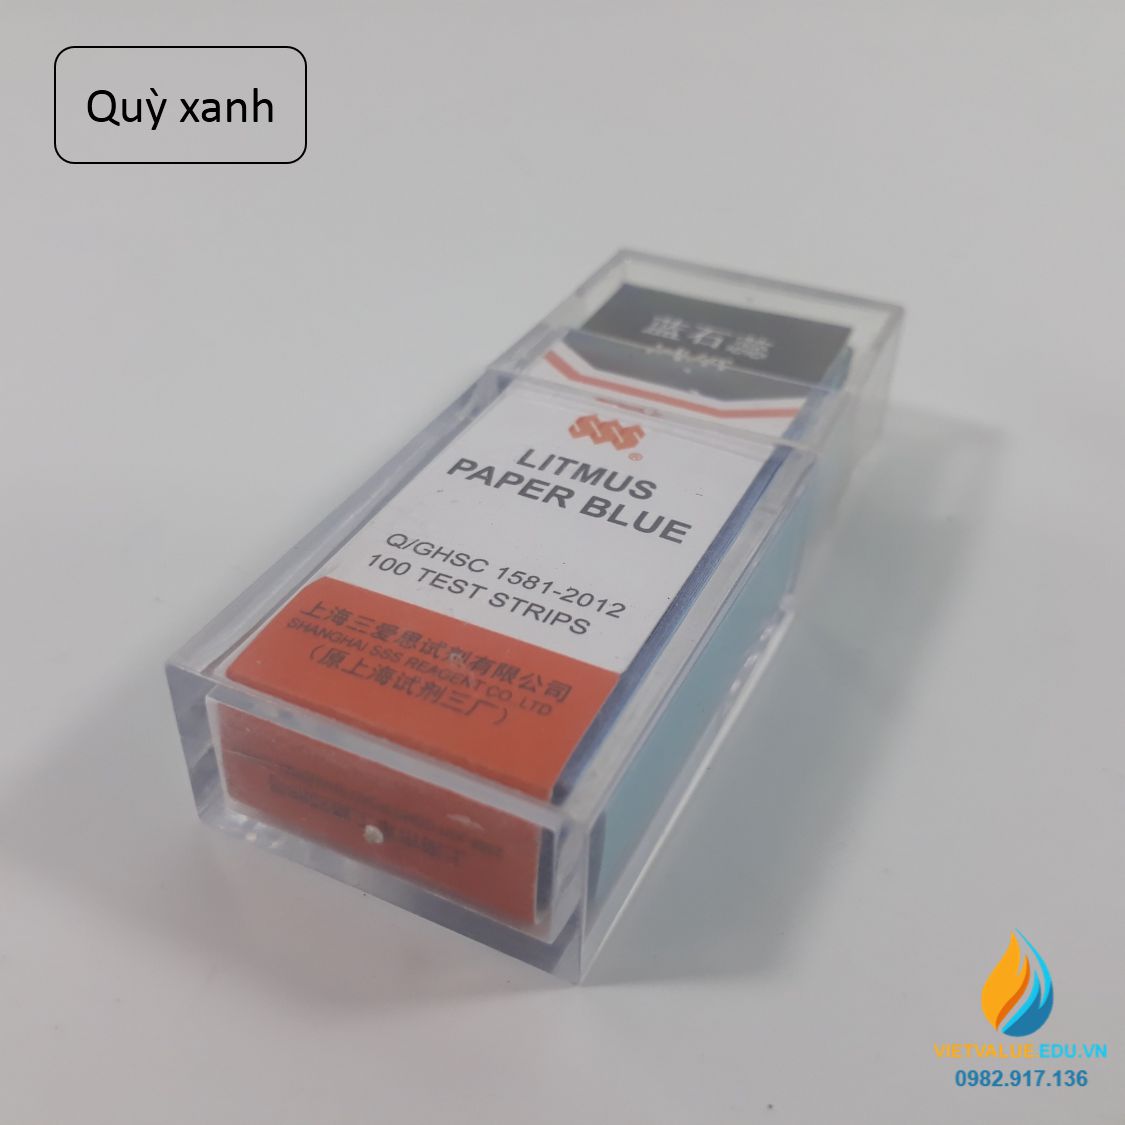 Quỳ xanh
蓝石蕊
SSS®
LITMUS
PAPER BLUE
Q/GHSC 1581-2012
100 TEST STRIPS
上海三爱思试剂有限公司
SHANGHAI SSS REAGENT CO. LTD
（原上海试剂三厂）
VIETVALUE EDU.VN
0982.917.136